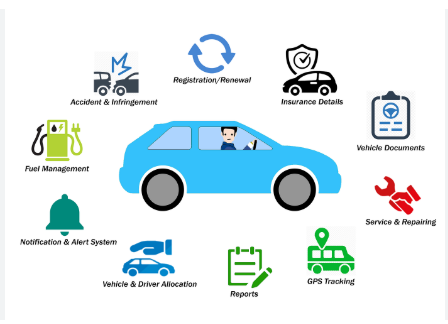 Registration/Renewal
Accident & Infringement
Insurance Details
Vehicle Documents
Fuel Management
Service & Repairing
Notification & Alert System
Vehicle & Driver Allocation
GPS Tracking
Reports